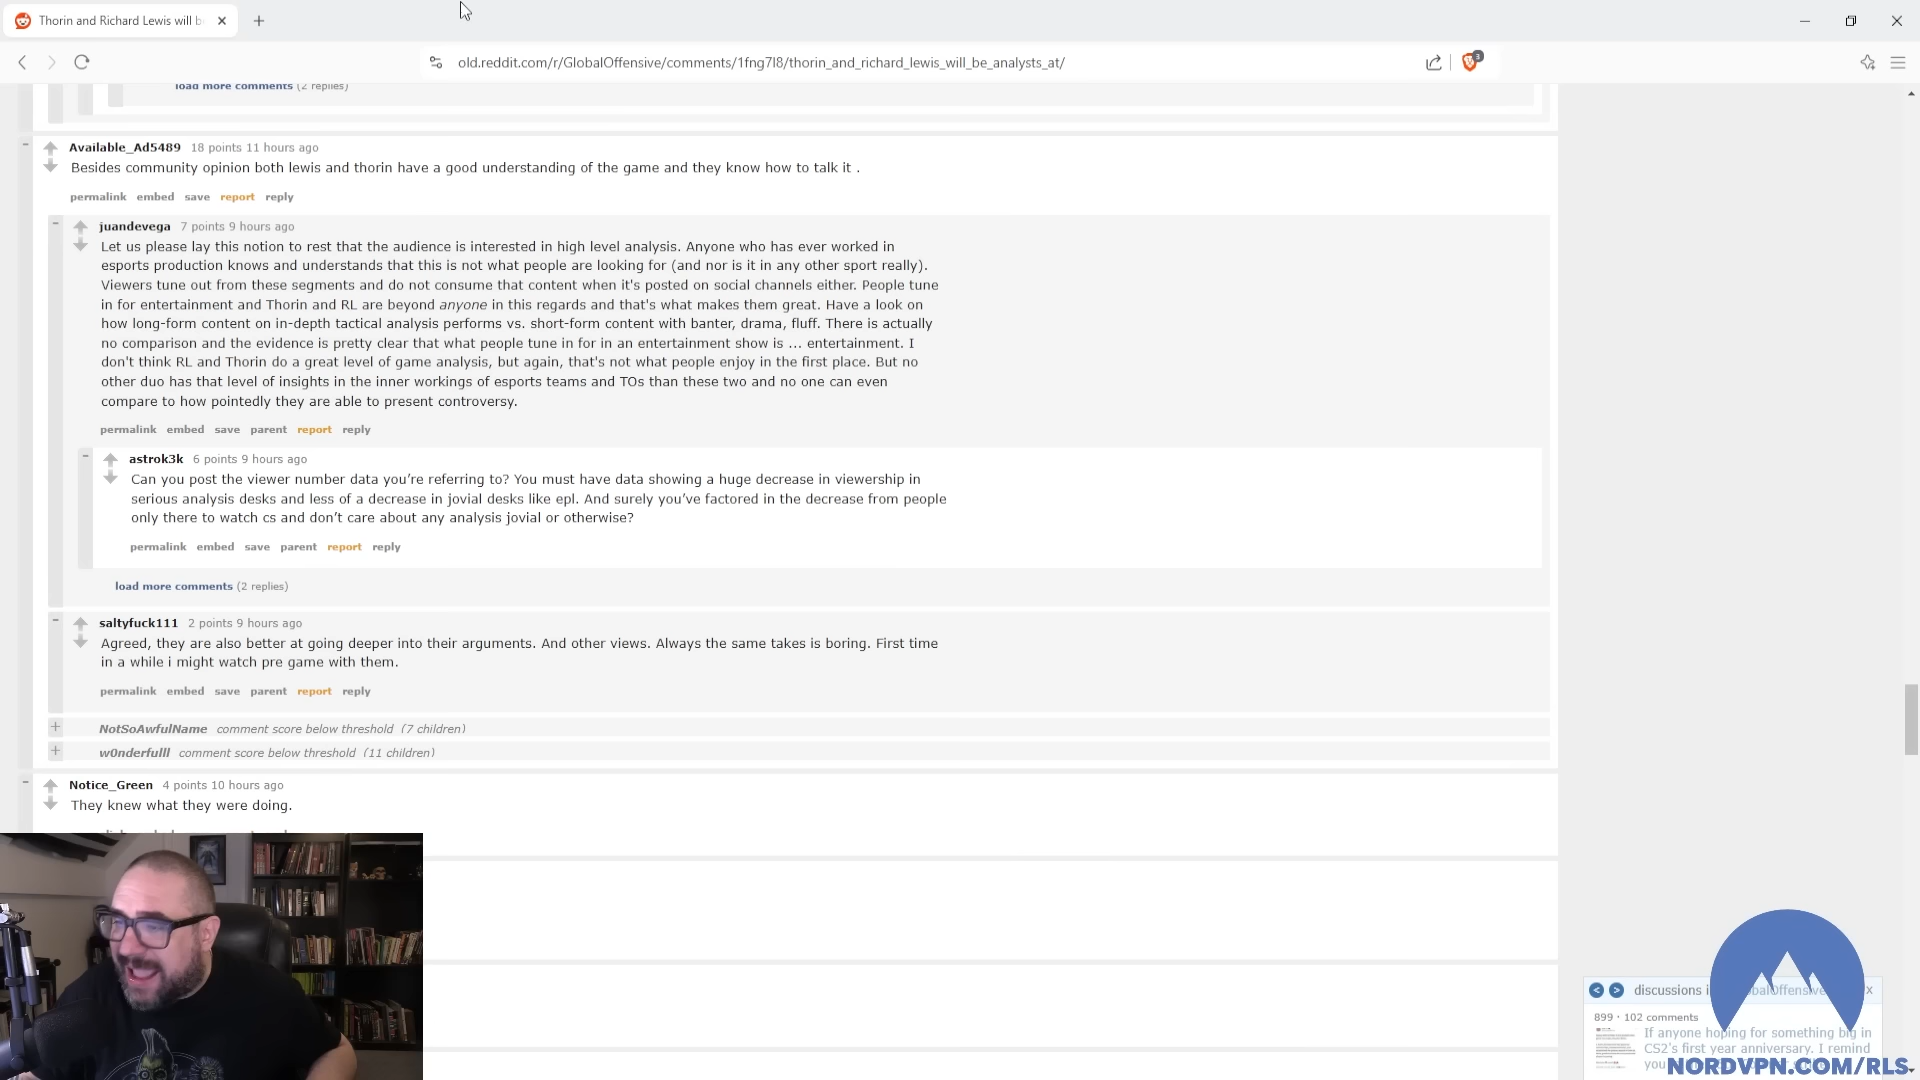 Thorin and Richard Lewis will b
old.reddit.com/r/GlobalOffensive/comments/1fng7l8/thorin_and_richard_lewis_will_be_analysts_at/
3
load more comments (2 replies)
Available_Ad5489 18 points 11 hours ago
Besides community opinion both lewis and thorin have a good understanding of the game and they know how to talk it .
permalink embed save report reply
juandevega 7 points 9 hours ago
Let us please lay this notion to rest that the audience is interested in high level analysis. Anyone who has ever worked in
esports production knows and understands that this is not what people are looking for (and nor is it in any other sport really).
Viewers tune out from these segments and do not consume that content when it's posted on social channels either. People tune
in for entertainment and Thorin and RL are beyond anyone in this regards and that's what makes them great. Have a look on
how long-form content on in-depth tactical analysis performs vs. short-form content with banter, drama, fluff. There is actually
no comparison and the evidence is pretty clear that what people tune in for in an entertainment show is ... entertainment. I
don't think RL and Thorin do a great level of game analysis, but again, that's not what people enjoy in the first place. But no
other duo has that level of insights in the inner workings of esports teams and TOs than these two and no one can even
compare to how pointedly they are able to present controversy.
permalink embed save parent report reply
astrok3k 6 points 9 hours ago
Can you post the viewer number data you’re referring to? You must have data showing a huge decrease in viewership in
serious analysis desks and less of a decrease in jovial desks like epl. And surely you’ve factored in the decrease from people
only there to watch cs and don’t care about any analysis jovial or otherwise?
permalink embed save parent report reply
load more comments (2 replies)
saltyfuck111 2 points 9 hours ago
Agreed, they are also better at going deeper into their arguments. And other views. Always the same takes is boring. First time
in a while i might watch pre game with them.
permalink embed save parent report reply
NotSoAwfulName comment score below threshold (7 children)
w0nderfulll comment score below threshold (11 children)
Notice_Green 4 points 10 hours ago
They knew what they were doing.
discussions i balOffensive x
899 · 102 comments
If anyone hoping for something big in
CS2's first year anniversary. I remind
you
NORDVPN.COM/RLS